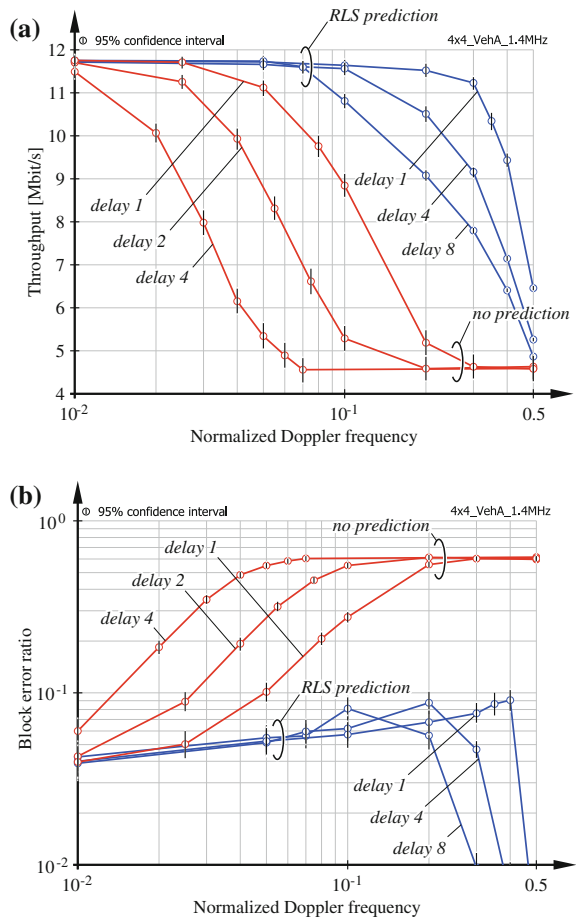 (a)
RLS prediction
Φ 95% confidence interval
4x4_VehA_1.4MHz
12
11
10
9
8
7
6
5
4
Throughput [Mbit/s]
delay 1
delay 2
delay 4
delay 1
delay 4
delay 8
no prediction
10-2
10-1
0.5
Normalized Doppler frequency
(b)
Φ 95% confidence interval
4x4_VehA_1.4MHz
no prediction
100
10-1
10-2
Block error ratio
delay 1
delay 2
delay 4
RLS prediction
delay 1
delay 4
delay 8
10-2
10-1
0.5
Normalized Doppler frequency